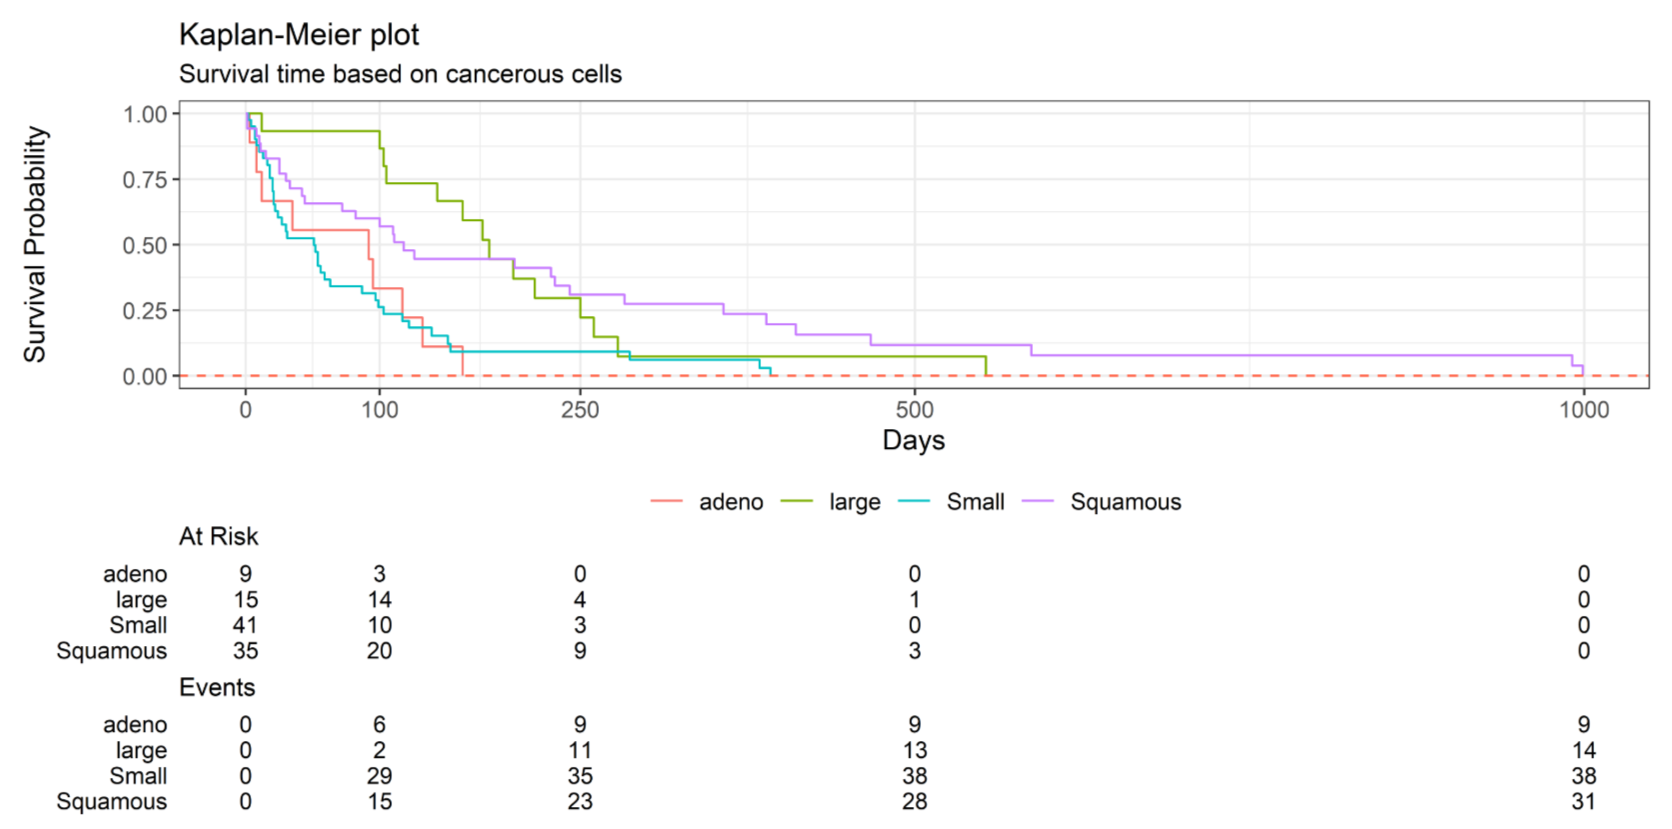 Kaplan-Meier plot
Survival time based on cancerous cells
Survival Probability
1.00
0.75
0.50
0.25
0.00
0 100 250 500 1000
Days
adeno large Small Squamous
At Risk
adeno 9 3 0 0 0
large 15 14 4 1 0
Small 41 10 3 0 0
Squamous 35 20 9 3 0
Events
adeno 0 6 9 9 9
large 0 2 11 13 14
Small 0 29 35 38 38
Squamous 0 15 23 28 31